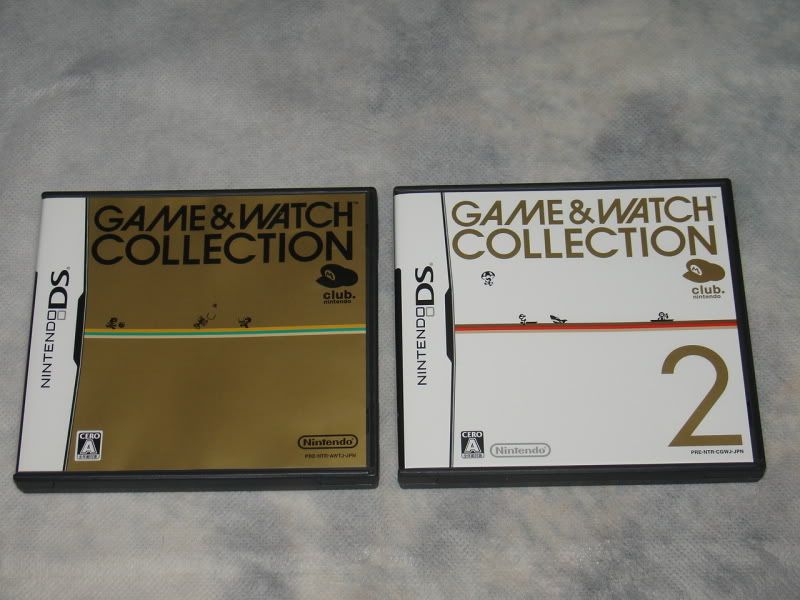 NINTENDO DS
GAME & WATCH™
COLLECTION
club.
nintendo
CERO
A
Nintendo
PRE-NTR-AWTJ-JPN
NINTENDO DS
GAME & WATCH™
COLLECTION
club.
nintendo
2
CERO
A
Nintendo
PRE-NTR-CGWJ-JPN